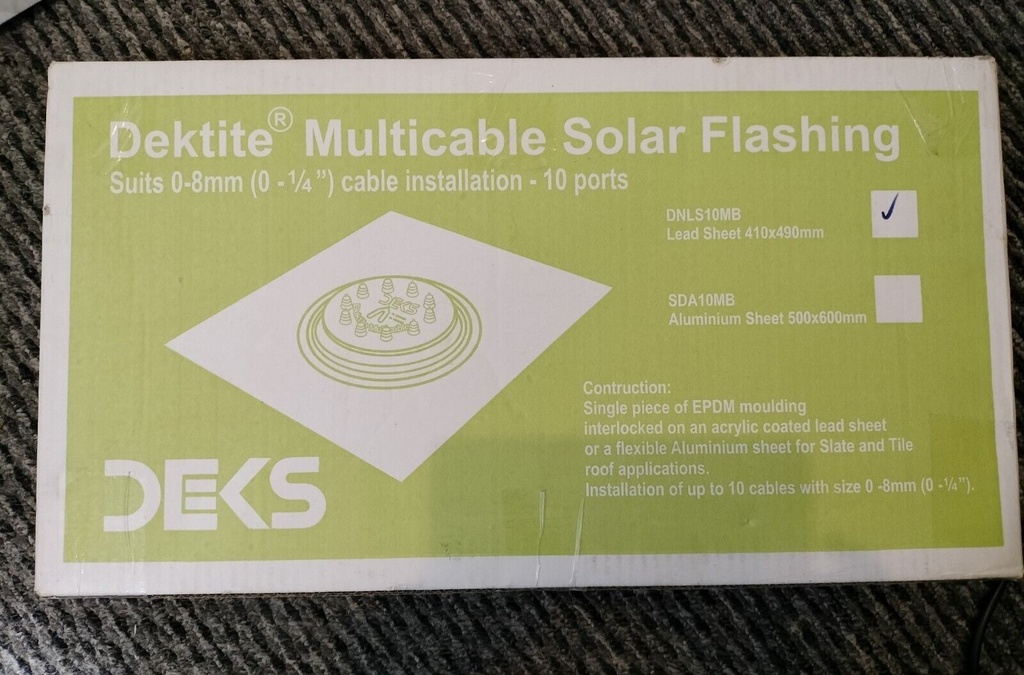 Dektite® Multicable Solar Flashing
Suits 0-8mm (0 -¼”) cable installation - 10 ports
DNLS10MB
Lead Sheet 410x490mm
SDA10MB
Aluminium Sheet 500x600mm
DEKS
Contruction:
Single piece of EPDM moulding
interlocked on an acrylic coated lead sheet
or a flexible Aluminium sheet for Slate and Tile
roof applications.
Installation of up to 10 cables with size 0 -8mm (0 -¼”).
DEKS